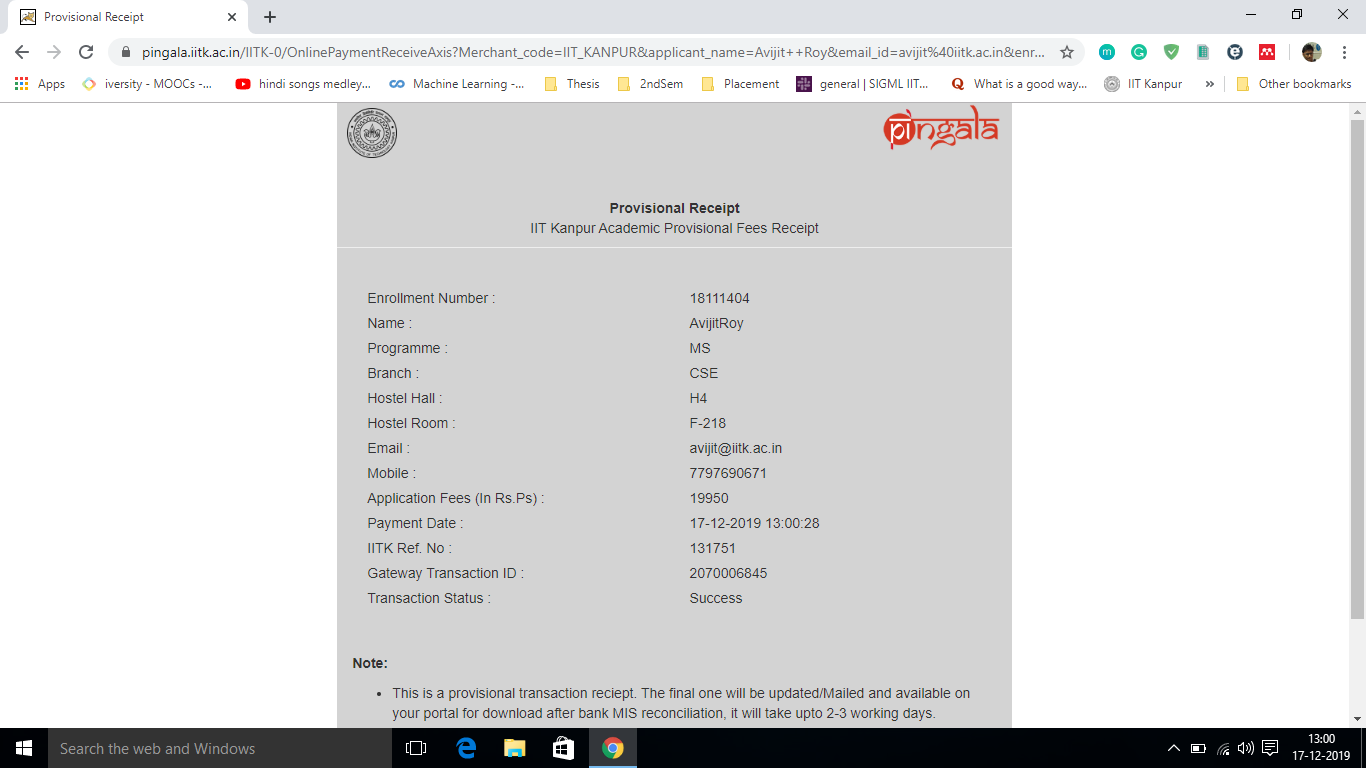 Provisional Receipt
pingala.iitk.ac.in/IITK-0/OnlinePaymentReceiveAxis?Merchant_code=IIT_KANPUR&applicant_name=Avijit++Roy&email_id=avijit%40iitk.ac.in&enr...
Apps iversity - MOOCs -... hindi songs medley... Machine Learning -... Thesis 2ndSem Placement general | SIGML IIT... What is a good way... IIT Kanpur » Other bookmarks
pingala
Provisional Receipt
IIT Kanpur Academic Provisional Fees Receipt
Enrollment Number : 18111404
Name : AvijitRoy
Programme : MS
Branch : CSE
Hostel Hall : H4
Hostel Room : F-218
Email : avijit@iitk.ac.in
Mobile : 7797690671
Application Fees (In Rs.Ps) : 19950
Payment Date : 17-12-2019 13:00:28
IITK Ref. No : 131751
Gateway Transaction ID : 2070006845
Transaction Status : Success
Note:
• This is a provisional transaction reciept. The final one will be updated/Mailed and available on
your portal for download after bank MIS reconciliation, it will take upto 2-3 working days.
Search the web and Windows
13:00
17-12-2019